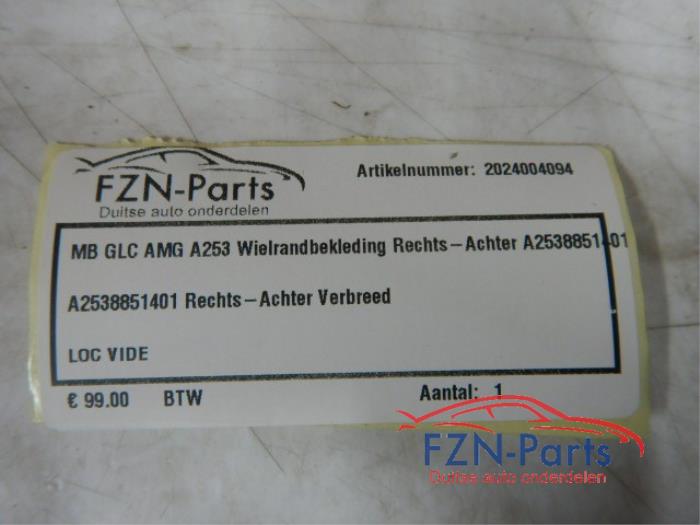 FZN-Parts
Duitse auto onderdelen
Artikelnummer: 2024004094
MB GLC AMG A253 Wielrandbekleding Rechts-Achter A2538851401
A2538851401 Rechts-Achter Verbreed
LOC VIDE
€ 99.00 BTW Aantal: 1
FZN-Parts
Duitse auto onderdelen